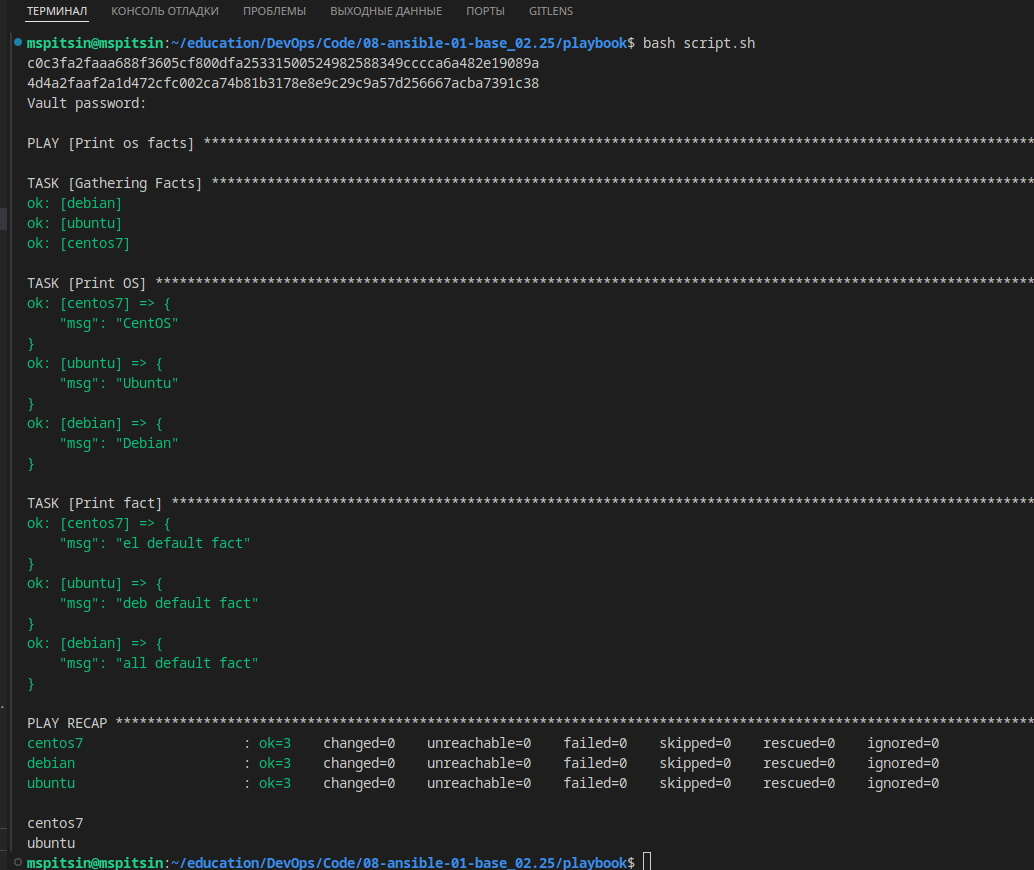 ТЕРМИНАЛ КОНСОЛЬ ОТЛАДКИ ПРОБЛЕМЫ ВЫХОДНЫЕ ДАННЫЕ ПОРТЫ GITLENS
mspitsin@mspitsin:~/education/DevOps/Code/08-ansible-01-base_02.25/playbook$ bash script.sh
c0c3fa2faaa688f3605cf800dfa25331500524982588349cccca6a482e19089a
4d4a2faaf2a1d472cfc002ca74b81b3178e8e9c29c9a57d256667acba7391c38
Vault password:
PLAY [Print os facts] ********************************************************************************************************
TASK [Gathering Facts] *******************************************************************************************************
ok: [debian]
ok: [ubuntu]
ok: [centos7]
TASK [Print OS] **************************************************************************************************************
ok: [centos7] => {
    "msg": "CentOS"
}
ok: [ubuntu] => {
    "msg": "Ubuntu"
}
ok: [debian] => {
    "msg": "Debian"
}
TASK [Print fact] ************************************************************************************************************
ok: [centos7] => {
    "msg": "el default fact"
}
ok: [ubuntu] => {
    "msg": "deb default fact"
}
ok: [debian] => {
    "msg": "all default fact"
}
PLAY RECAP *******************************************************************************************************************
centos7                    : ok=3    changed=0    unreachable=0    failed=0    skipped=0    rescued=0    ignored=0
debian                     : ok=3    changed=0    unreachable=0    failed=0    skipped=0    rescued=0    ignored=0
ubuntu                     : ok=3    changed=0    unreachable=0    failed=0    skipped=0    rescued=0    ignored=0
centos7
ubuntu
mspitsin@mspitsin:~/education/DevOps/Code/08-ansible-01-base_02.25/playbook$